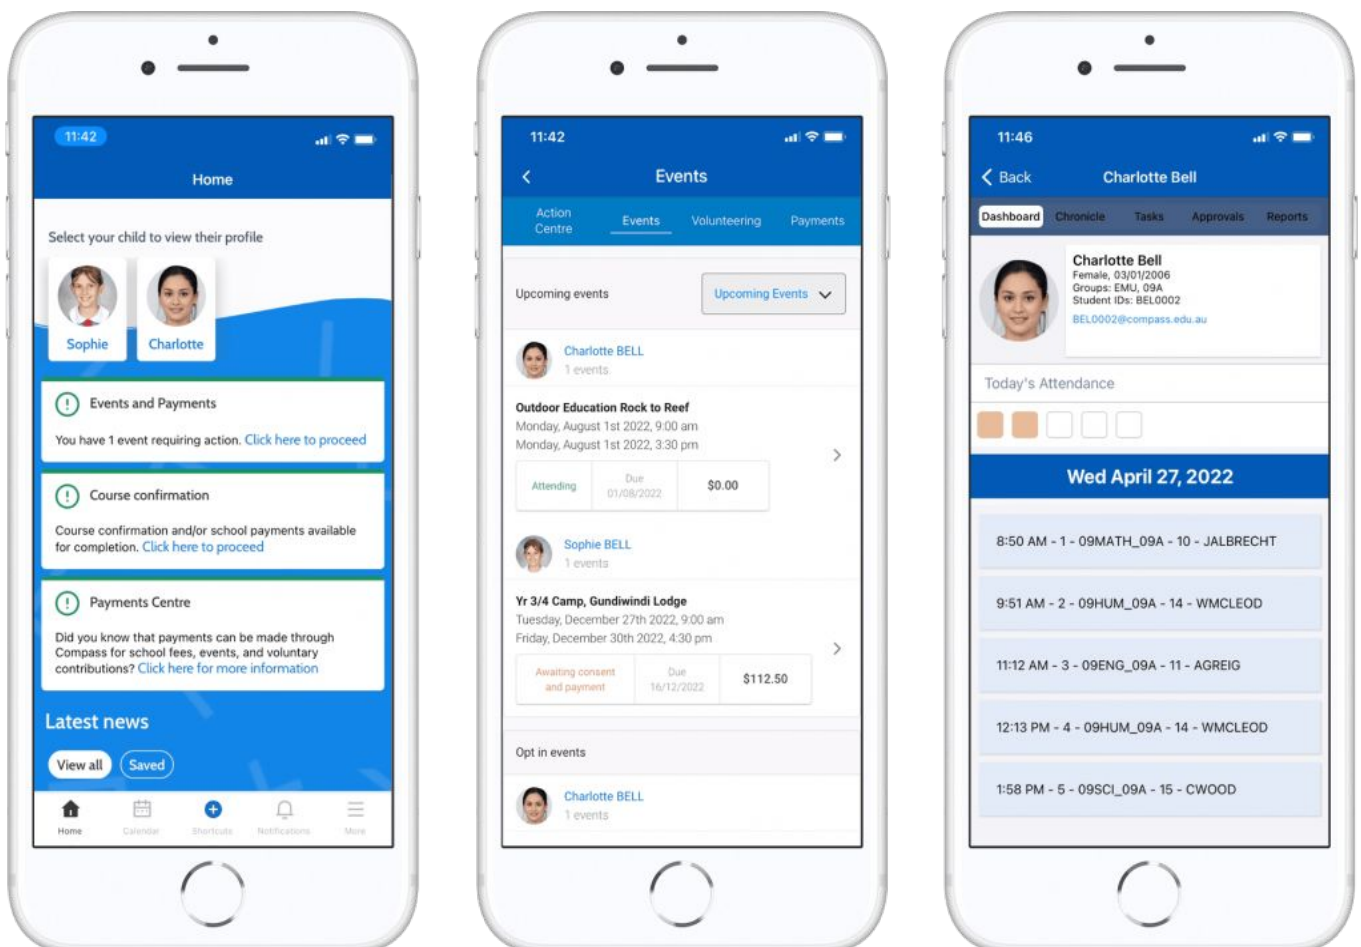 11:42
Home
Select your child to view their profile
Sophie
Charlotte
Events and Payments
You have 1 event requiring action. Click here to proceed
Course confirmation
Course confirmation and/or school payments available
for completion. Click here to proceed
Payments Centre
Did you know that payments can be made through
Compass for school fees, events, and voluntary
contributions? Click here for more information
Latest news
View all
Saved
Home
Calendar
Shortcuts
Notifications
More
11:42
Events
Action
Centre
Events
Volunteering
Payments
Upcoming events
Upcoming Events
Charlotte BELL
1 events
Outdoor Education Rock to Reef
Monday, August 1st 2022, 9:00 am
Monday, August 1st 2022, 3:30 pm
Attending
Due
01/08/2022
$0.00
Sophie BELL
1 events
Yr 3/4 Camp, Gundiwindi Lodge
Tuesday, December 27th 2022, 9:00 am
Friday, December 30th 2022, 4:30 pm
Awaiting consent
and payment
Due
16/12/2022
$112.50
Opt in events
Charlotte BELL
1 events
11:46
Back
Charlotte Bell
Dashboard
Chronicle
Tasks
Approvals
Reports
Charlotte Bell
Female, 03/01/2006
Groups: EMU, 09A
Student IDs: BEL0002
BEL0002@compass.edu.au
Today's Attendance
Wed April 27, 2022
8:50 AM - 1 - 09MATH_09A - 10 - JALBRECHT
9:51 AM - 2 - 09HUM_09A - 14 - WMCLEOD
11:12 AM - 3 - 09ENG_09A - 11 - AGREIG
12:13 PM - 4 - 09HUM_09A - 14 - WMCLEOD
1:58 PM - 5 - 09SCI_09A - 15 - CWOOD